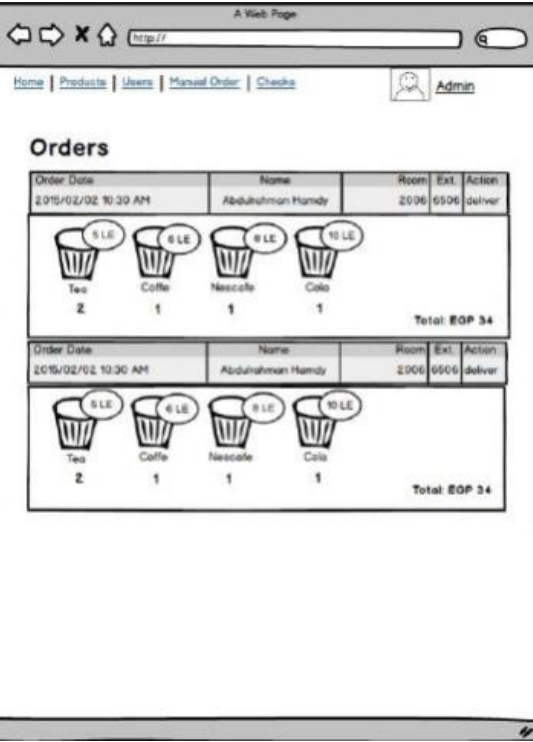 A Web Page
http://
Home | Products | Users | Manual Order | Checks
Admin
Orders
Order Date Name Room Ext. Action
2015/02/02 10:30 AM Abdulrahman Hamdy 2006 6506 deliver
5 LE 6 LE 8 LE 10 LE
Tea Coffe Nescafe Cola
2 1 1 1
Total: EGP 34
Order Date Name Room Ext. Action
2015/02/02 10:30 AM Abdulrahman Hamdy 2006 6506 deliver
5 LE 6 LE 8 LE 10 LE
Tea Coffe Nescafe Cola
2 1 1 1
Total: EGP 34